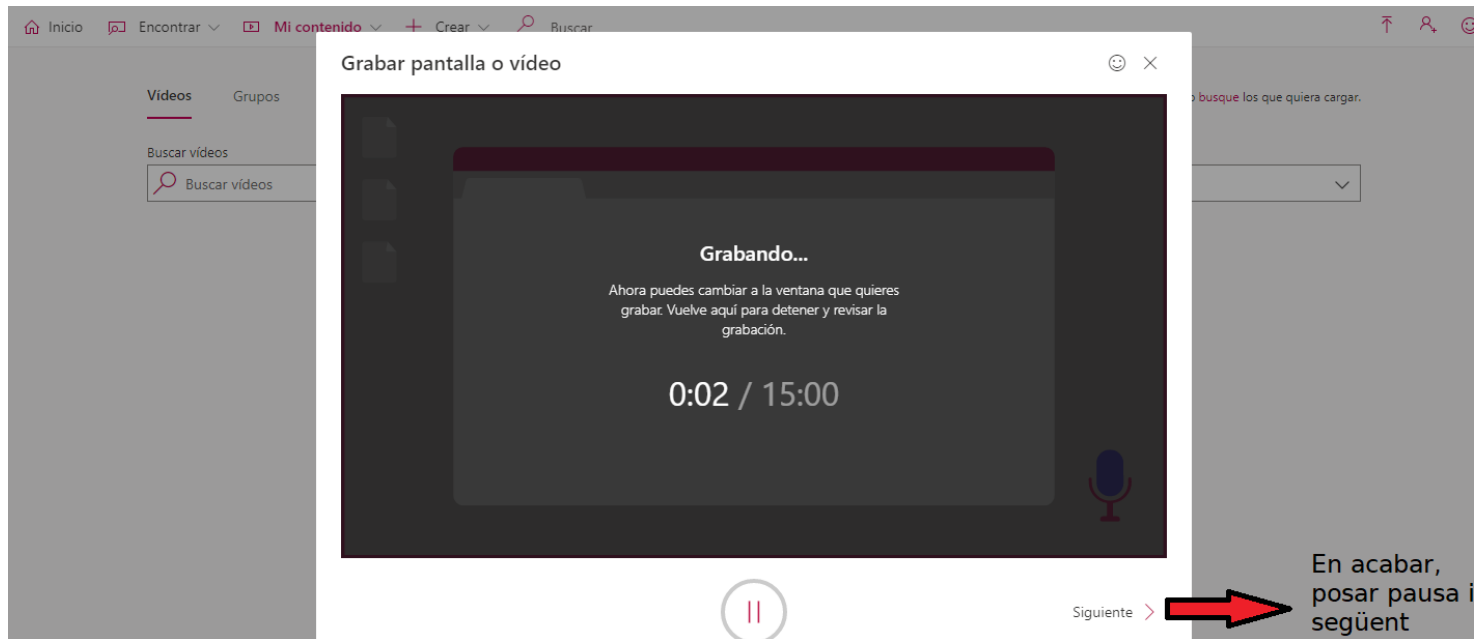 Inicio Encontrar Mi contenido Crear Buscar
Grabar pantalla o vídeo
Vídeos Grupos
busque los que quiera cargar.
Buscar vídeos
Buscar vídeos
Grabando...
Ahora puedes cambiar a la ventana que quieres
grabar. Vuelve aquí para detener y revisar la
grabación.
0:02 / 15:00
Siguiente
En acabar,
posar pausa i
següent